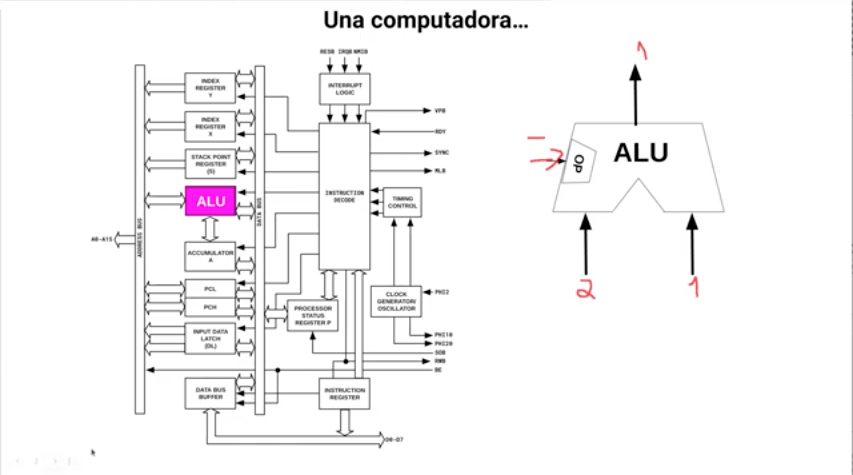 Una computadora...
RESB IRQB NMIB
INTERRUPT
LOGIC
INDEX
REGISTER
Y
INDEX
REGISTER
X
STACK POINT
REGISTER
(S)
ALU
ACCUMULATOR
A
PCL
PCH
INPUT DATA
LATCH
(DL)
DATA BUS
BUFFER
ADDRESS BUS
DATA BUS
A0-A15
INSTRUCTION
DECODE
TIMING
CONTROL
CLOCK
GENERATOR/
OSCILLATOR
PROCESSOR
STATUS
REGISTER P
INSTRUCTION
REGISTER
VPB
RDY
SYNC
MLB
PHI2
PHI1O
PHI2O
SOB
RWB
BE
D0-D7
1
-
OP
ALU
2
1